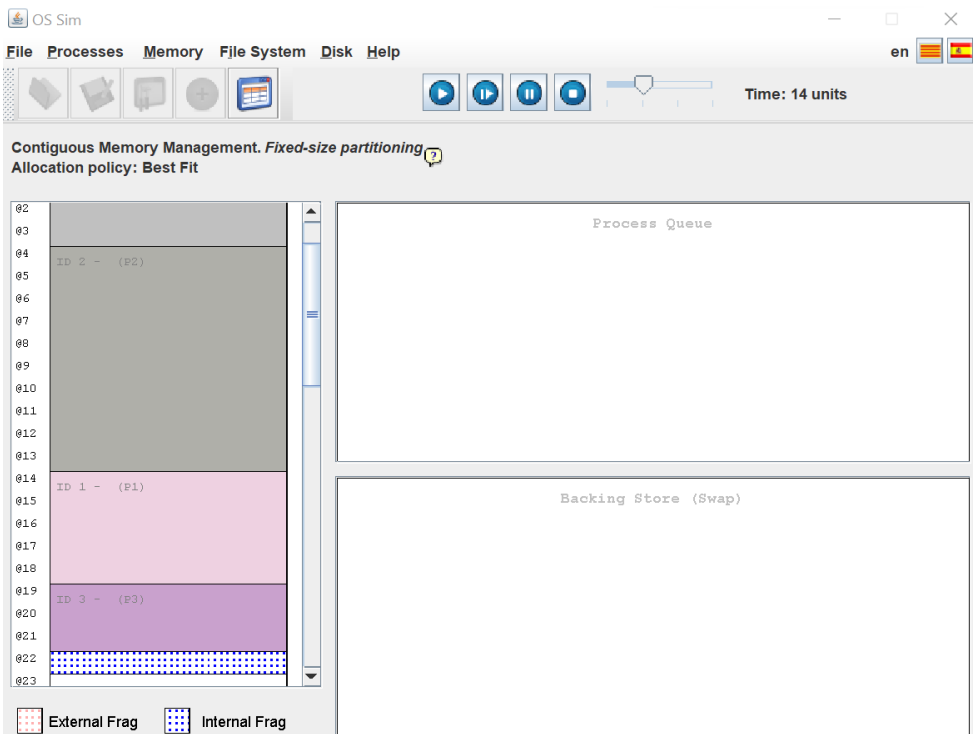 OS Sim
File Processes Memory File System Disk Help en
Time: 14 units
Contiguous Memory Management. Fixed-size partitioning
Allocation policy: Best Fit
@2
@3
@4
ID 2 - (P2)
@5
@6
@7
@8
@9
@10
@11
@12
@13
@14
ID 1 - (P1)
@15
@16
@17
@18
@19
ID 3 - (P3)
@20
@21
@22
@23
External Frag Internal Frag
Process Queue
Backing Store (Swap)